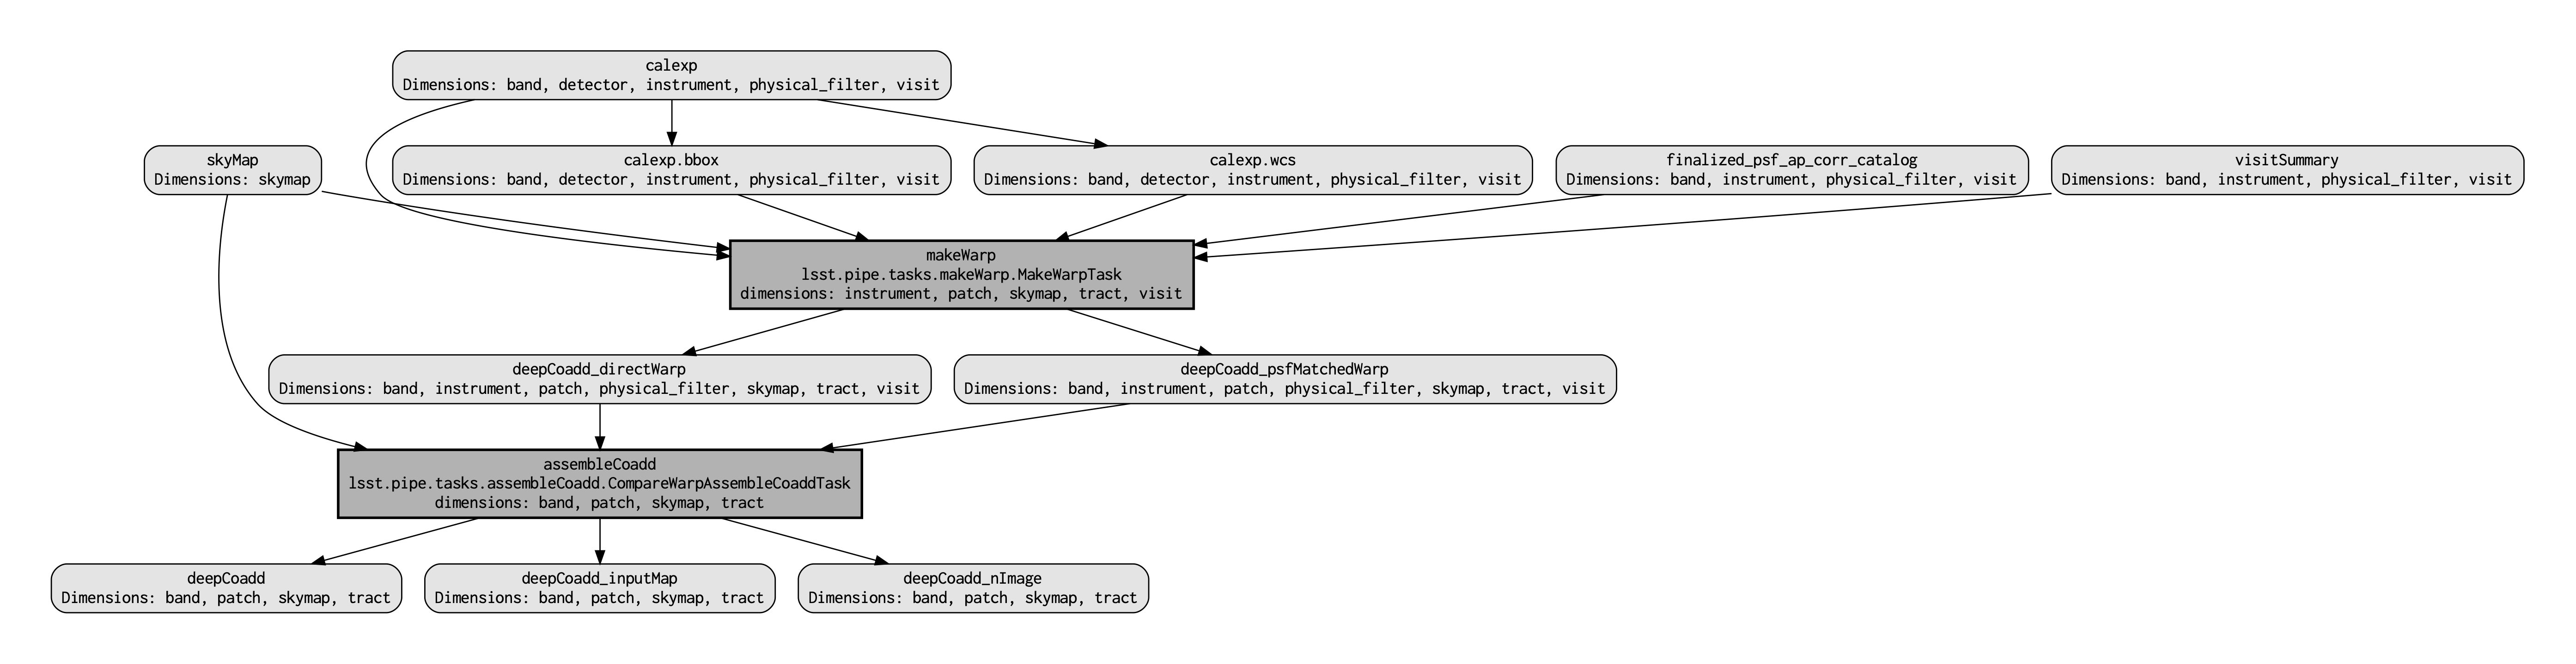 calexp
Dimensions: band, detector, instrument, physical_filter, visit
skyMap
Dimensions: skymap
calexp.bbox
Dimensions: band, detector, instrument, physical_filter, visit
calexp.wcs
Dimensions: band, detector, instrument, physical_filter, visit
finalized_psf_ap_corr_catalog
Dimensions: band, instrument, physical_filter, visit
visitSummary
Dimensions: band, instrument, physical_filter, visit
makeWarp
lsst.pipe.tasks.makeWarp.MakeWarpTask
dimensions: instrument, patch, skymap, tract, visit
deepCoadd_directWarp
Dimensions: band, instrument, patch, physical_filter, skymap, tract, visit
deepCoadd_psfMatchedWarp
Dimensions: band, instrument, patch, physical_filter, skymap, tract, visit
assembleCoadd
lsst.pipe.tasks.assembleCoadd.CompareWarpAssembleCoaddTask
dimensions: band, patch, skymap, tract
deepCoadd
Dimensions: band, patch, skymap, tract
deepCoadd_inputMap
Dimensions: band, patch, skymap, tract
deepCoadd_nImage
Dimensions: band, patch, skymap, tract